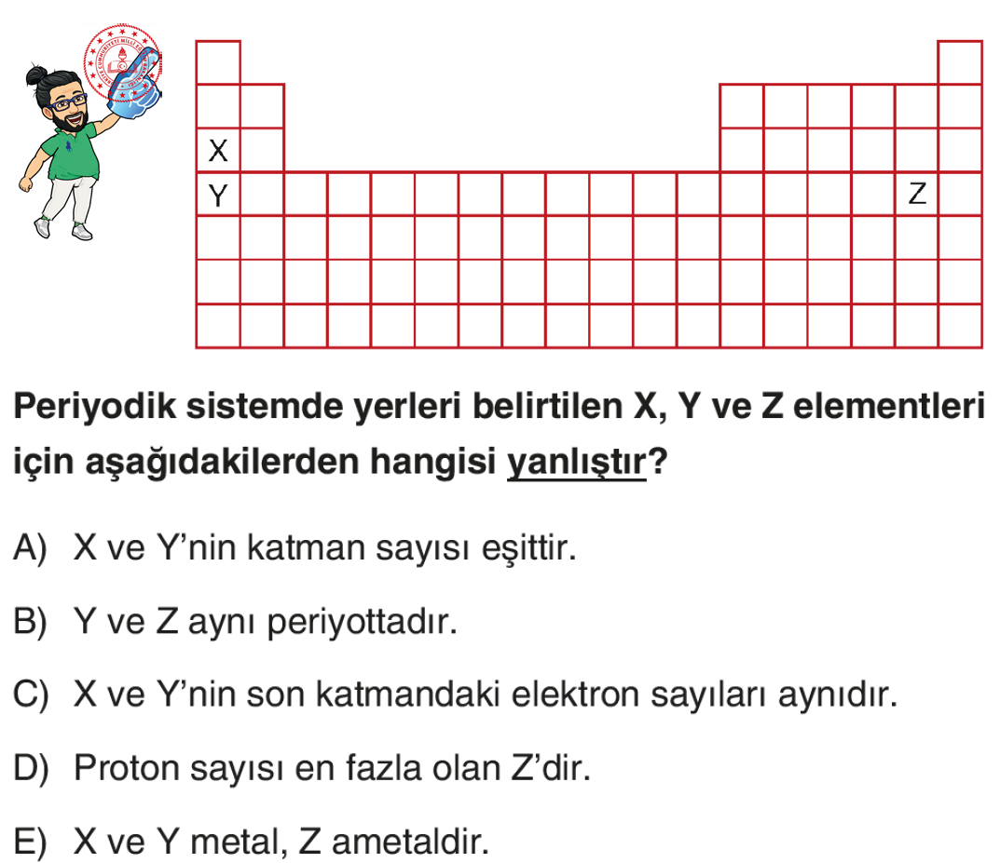 X
Y
Z
Periyodik sistemde yerleri belirtilen X, Y ve Z elementleri
için aşağıdakilerden hangisi yanlıştır?
A) X ve Y’nin katman sayısı eşittir.
B) Y ve Z aynı periyottadır.
C) X ve Y’nin son katmandaki elektron sayıları aynıdır.
D) Proton sayısı en fazla olan Z’dir.
E) X ve Y metal, Z ametaldir.